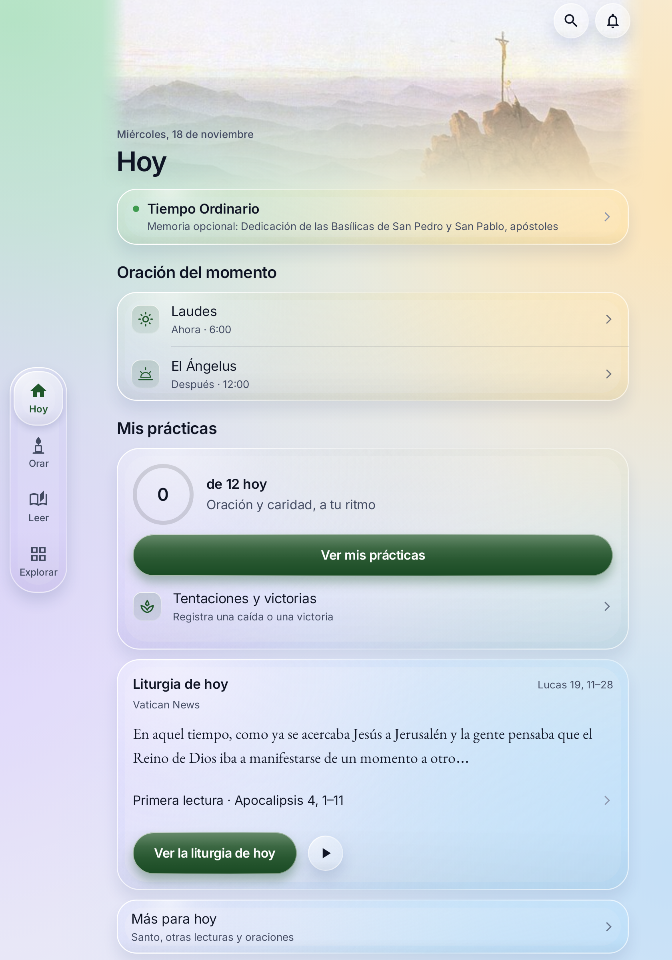 Miércoles, 18 de noviembre
Hoy
Tiempo Ordinario
Memoria opcional: Dedicación de las Basílicas de San Pedro y San Pablo, apóstoles
Oración del momento
Laudes
Ahora · 6:00
El Ángelus
Después · 12:00
Mis prácticas
0
de 12 hoy
Oración y caridad, a tu ritmo
Ver mis prácticas
Tentaciones y victorias
Registra una caída o una victoria
Liturgia de hoy
Lucas 19, 11–28
Vatican News
En aquel tiempo, como ya se acercaba Jesús a Jerusalén y la gente pensaba que el
Reino de Dios iba a manifestarse de un momento a otro…
Primera lectura · Apocalipsis 4, 1–11
Ver la liturgia de hoy
Más para hoy
Santo, otras lecturas y oraciones
Hoy
Orar
Leer
Explorar